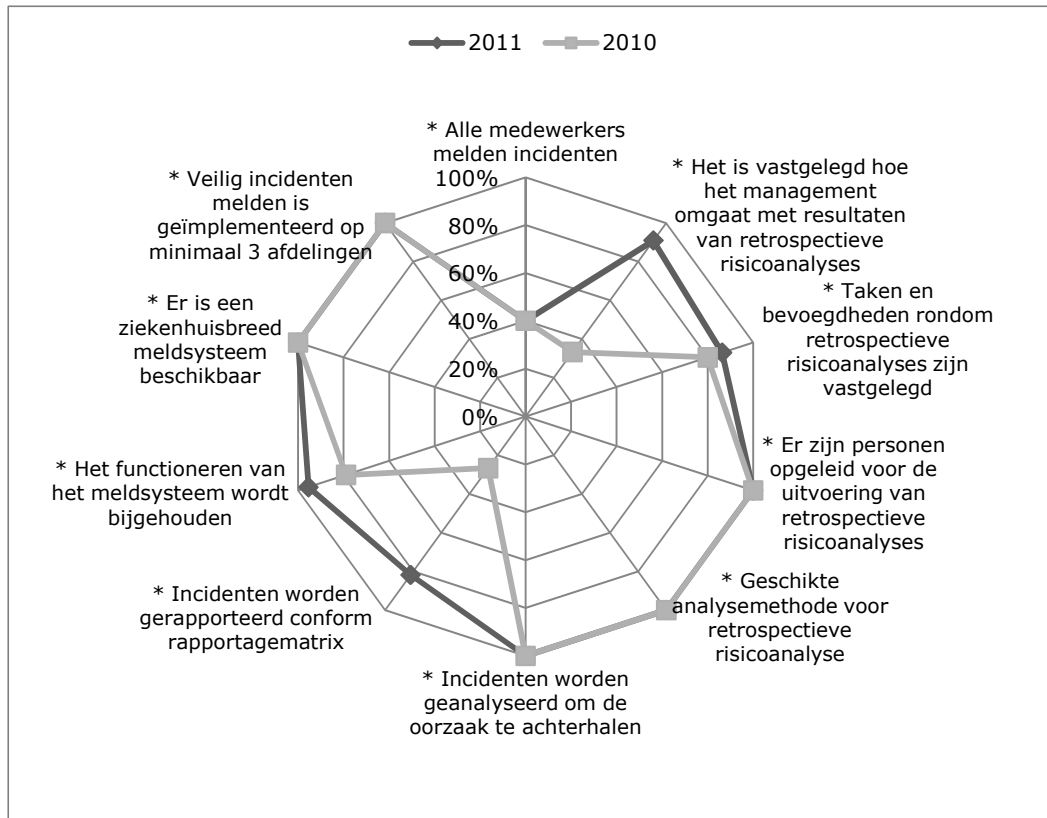 2011 2010
* Alle medewerkers
melden incidenten
* Het is vastgelegd hoe
het management
omgaat met resultaten
van retrospectieve
risicoanalyses
* Taken en
bevoegdheden rondom
retrospectieve
risicoanalyses zijn
vastgelegd
* Er zijn personen
opgeleid voor de
uitvoering van
retrospectieve
risicoanalyses
* Geschikte
analysemethode voor
retrospectieve
risicoanalyse
* Incidenten worden
geanalyseerd om de
oorzaak te achterhalen
* Incidenten worden
gerapporteerd conform
rapportagematrix
* Het functioneren van
het meldsysteem wordt
bijgehouden
* Er is een
ziekenhuisbreed
meldsysteem
beschikbaar
* Veilig incidenten
melden is
geïmplementeerd op
minimaal 3 afdelingen
100%
80%
60%
40%
20%
0%